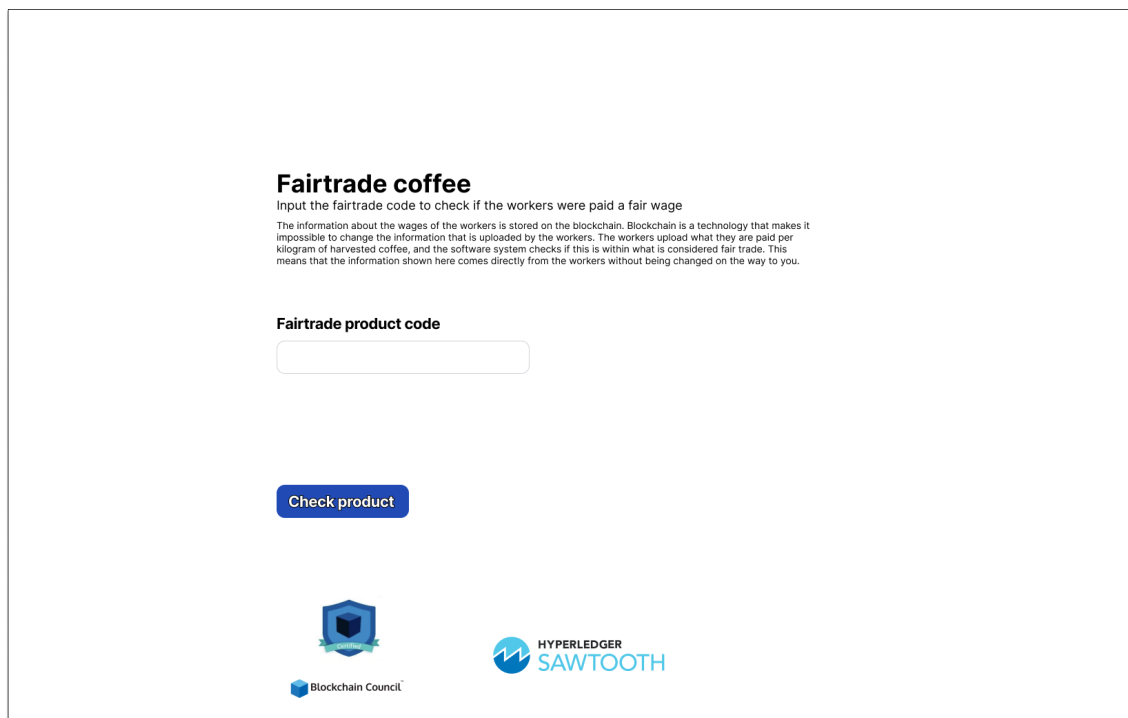 Fairtrade coffee
Input the fairtrade code to check if the workers were paid a fair wage
The information about the wages of the workers is stored on the blockchain. Blockchain is a technology that makes it
impossible to change the information that is uploaded by the workers. The workers upload what they are paid per
kilogram of harvested coffee, and the software system checks if this is within what is considered fair trade. This
means that the information shown here comes directly from the workers without being changed on the way to you.
Fairtrade product code
Check product
Certified
HYPERLEDGER
SAWTOOTH
Blockchain Council™